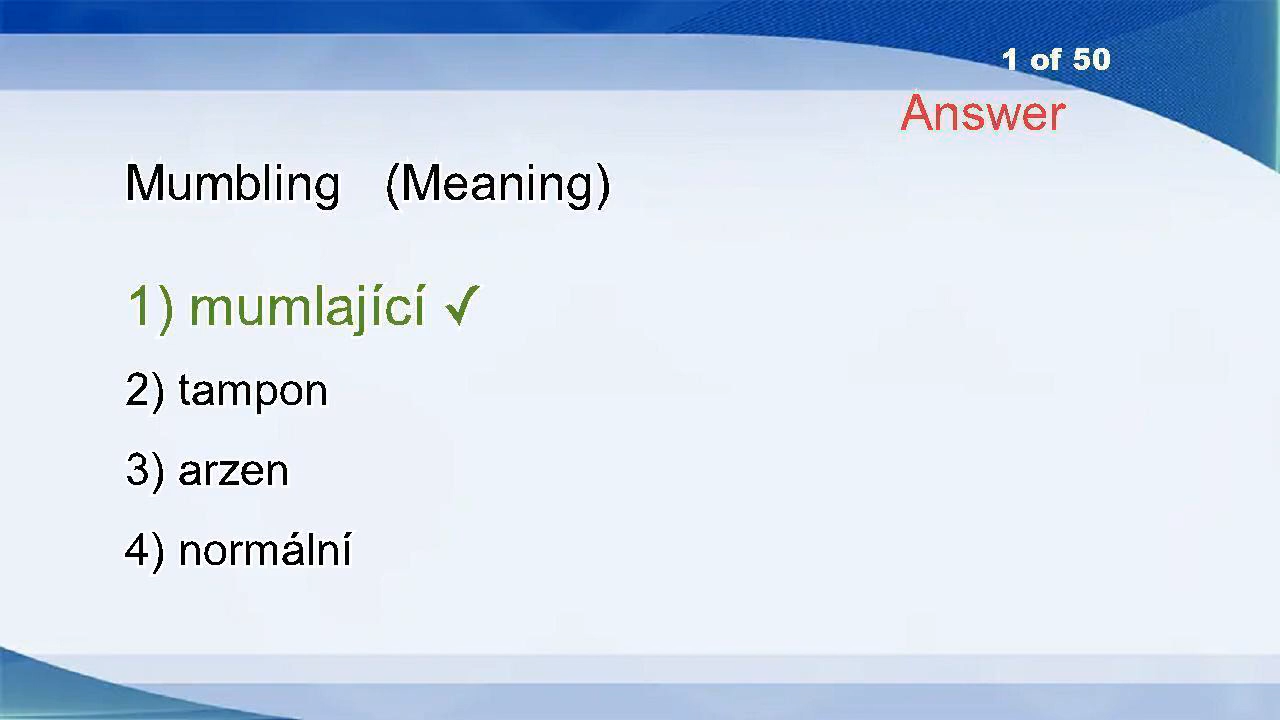 1 of 50
Answer
Mumbling (Meaning)
1) mumlající ✓
2) tampon
3) arzen
4) normální